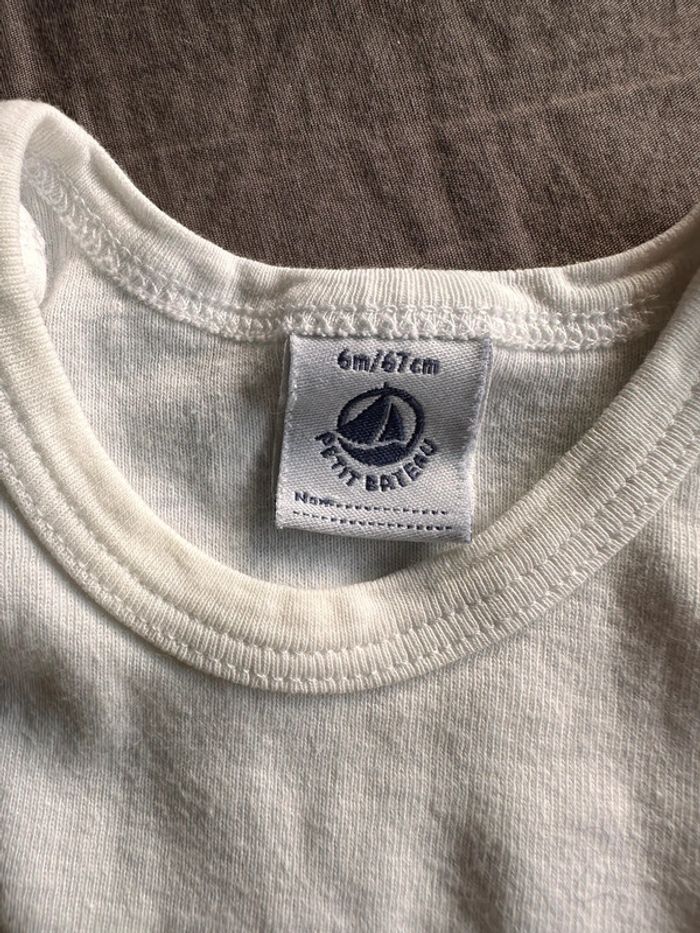 6m/67cm
PETIT BATEAU
Nom..............
..................